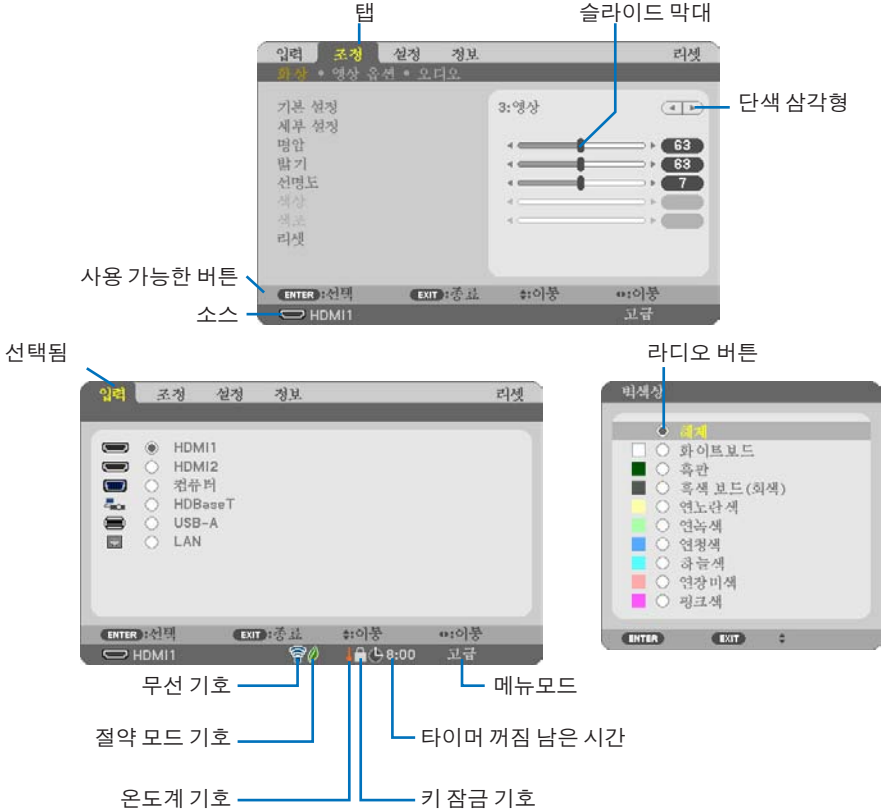 탭
슬라이드 막대
입력 조정 설정 정보 리셋
화상 • 영상 옵션 • 오디오
기본 설정
3:영상
단색 삼각형
세부 설정
명암 63
밝기 63
선명도 7
색상
색조
리셋
사용 가능한 버튼
ENTER:선택 EXIT:종료 :이동 :이동
소스
HDMI1 고급
선택됨
라디오 버튼
입력 조정 설정 정보 리셋
HDMI1
HDMI2
컴퓨터
HDBaseT
USB-A
LAN
ENTER:선택 EXIT:종료 :이동 :이동
HDMI1 8:00 고급
벽색상
해제
화이트보드
흑판
흑색 보드(회색)
연노란색
연녹색
연청색
하늘색
연장미색
핑크색
ENTER EXIT
무선 기호
메뉴모드
절약 모드 기호
타이머 꺼짐 남은 시간
온도계 기호
키 잠금 기호